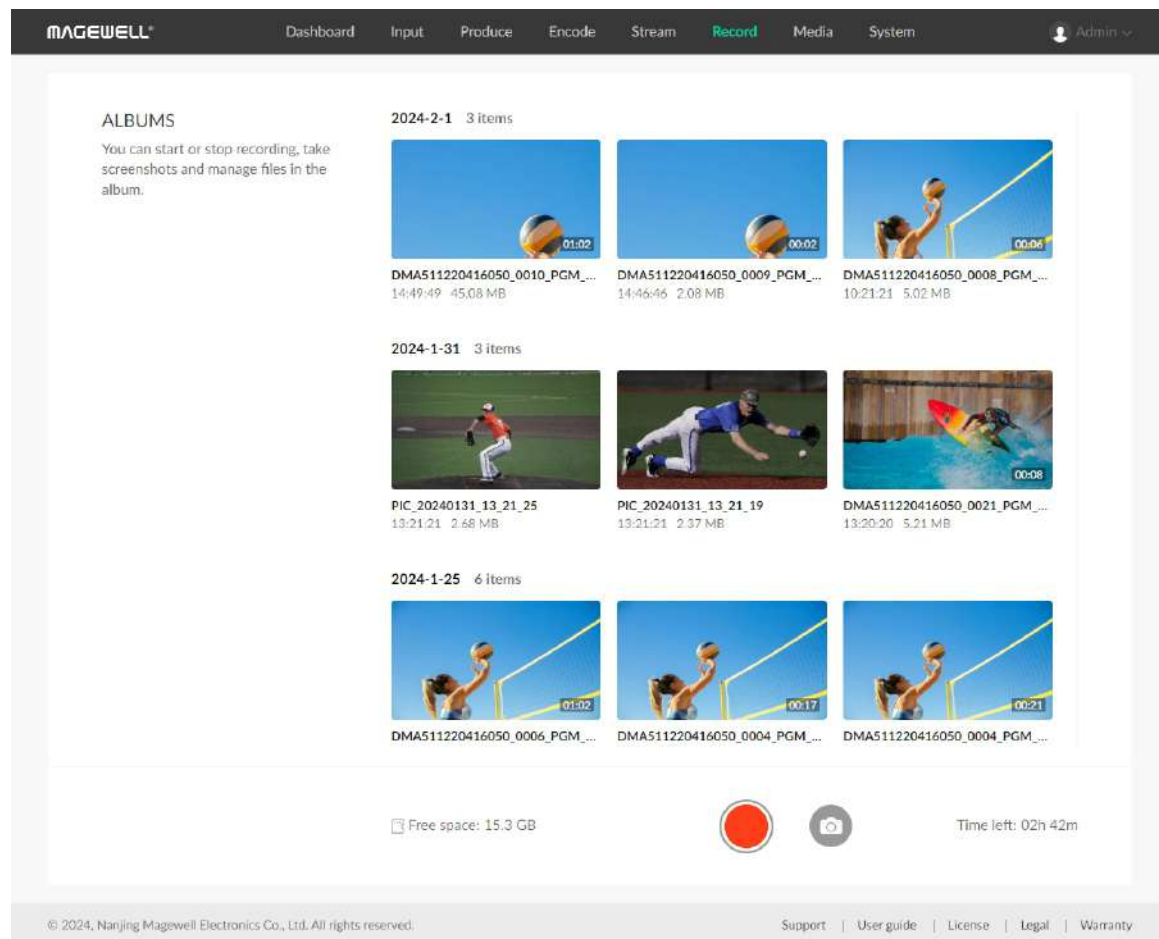 MAGEWELL®
Dashboard Input Produce Encode Stream Record Media System Admin
ALBUMS
You can start or stop recording, take
screenshots and manage files in the
album.
2024-2-1 3 items
01:02 00:02 00:06
DMA511220416050_0010_PGM_... DMA511220416050_0009_PGM_... DMA511220416050_0008_PGM_...
14:49:49 45.08 MB 14:46:46 2.08 MB 10:21:21 5.02 MB
2024-1-31 3 items
00:08
PIC_20240131_13_21_25 PIC_20240131_13_21_19 DMA511220416050_0021_PGM_...
13:21:21 2.68 MB 13:21:21 2.37 MB 13:20:20 5.21 MB
2024-1-25 6 items
01:02 00:17 00:21
DMA511220416050_0006_PGM_... DMA511220416050_0004_PGM_... DMA511220416050_0004_PGM_...
Free space: 15.3 GB Time left: 02h 42m
© 2024, Nanjing Magewell Electronics Co., Ltd. All rights reserved. Support | User guide | License | Legal | Warranty